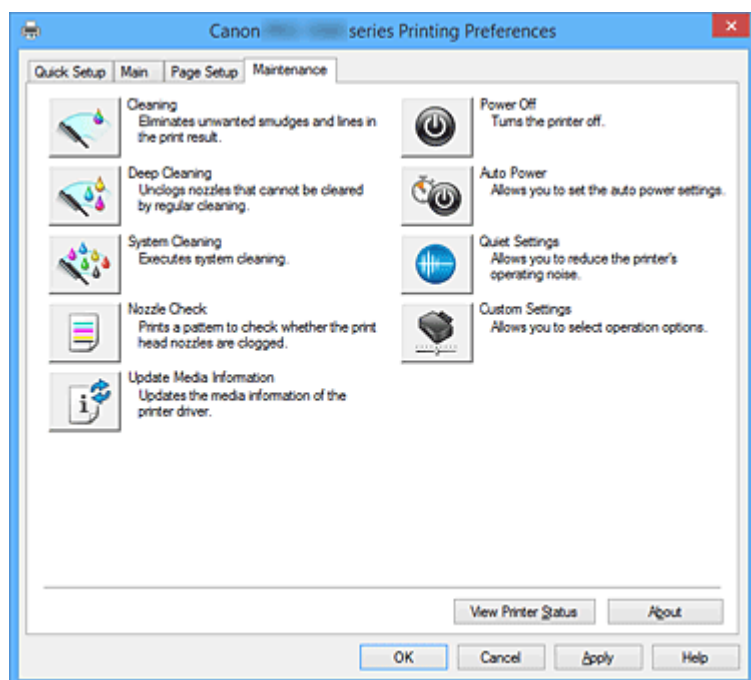 Canon series Printing Preferences
Quick Setup Main Page Setup Maintenance
Cleaning
Eliminates unwanted smudges and lines in
the print result.
Deep Cleaning
Unclogs nozzles that cannot be cleared
by regular cleaning.
System Cleaning
Executes system cleaning.
Nozzle Check
Prints a pattern to check whether the print
head nozzles are clogged.
Update Media Information
Updates the media information of the
printer driver.
Power Off
Turns the printer off.
Auto Power
Allows you to set the auto power settings.
Quiet Settings
Allows you to reduce the printer's
operating noise.
Custom Settings
Allows you to select operation options.
View Printer Status About
OK Cancel Apply Help